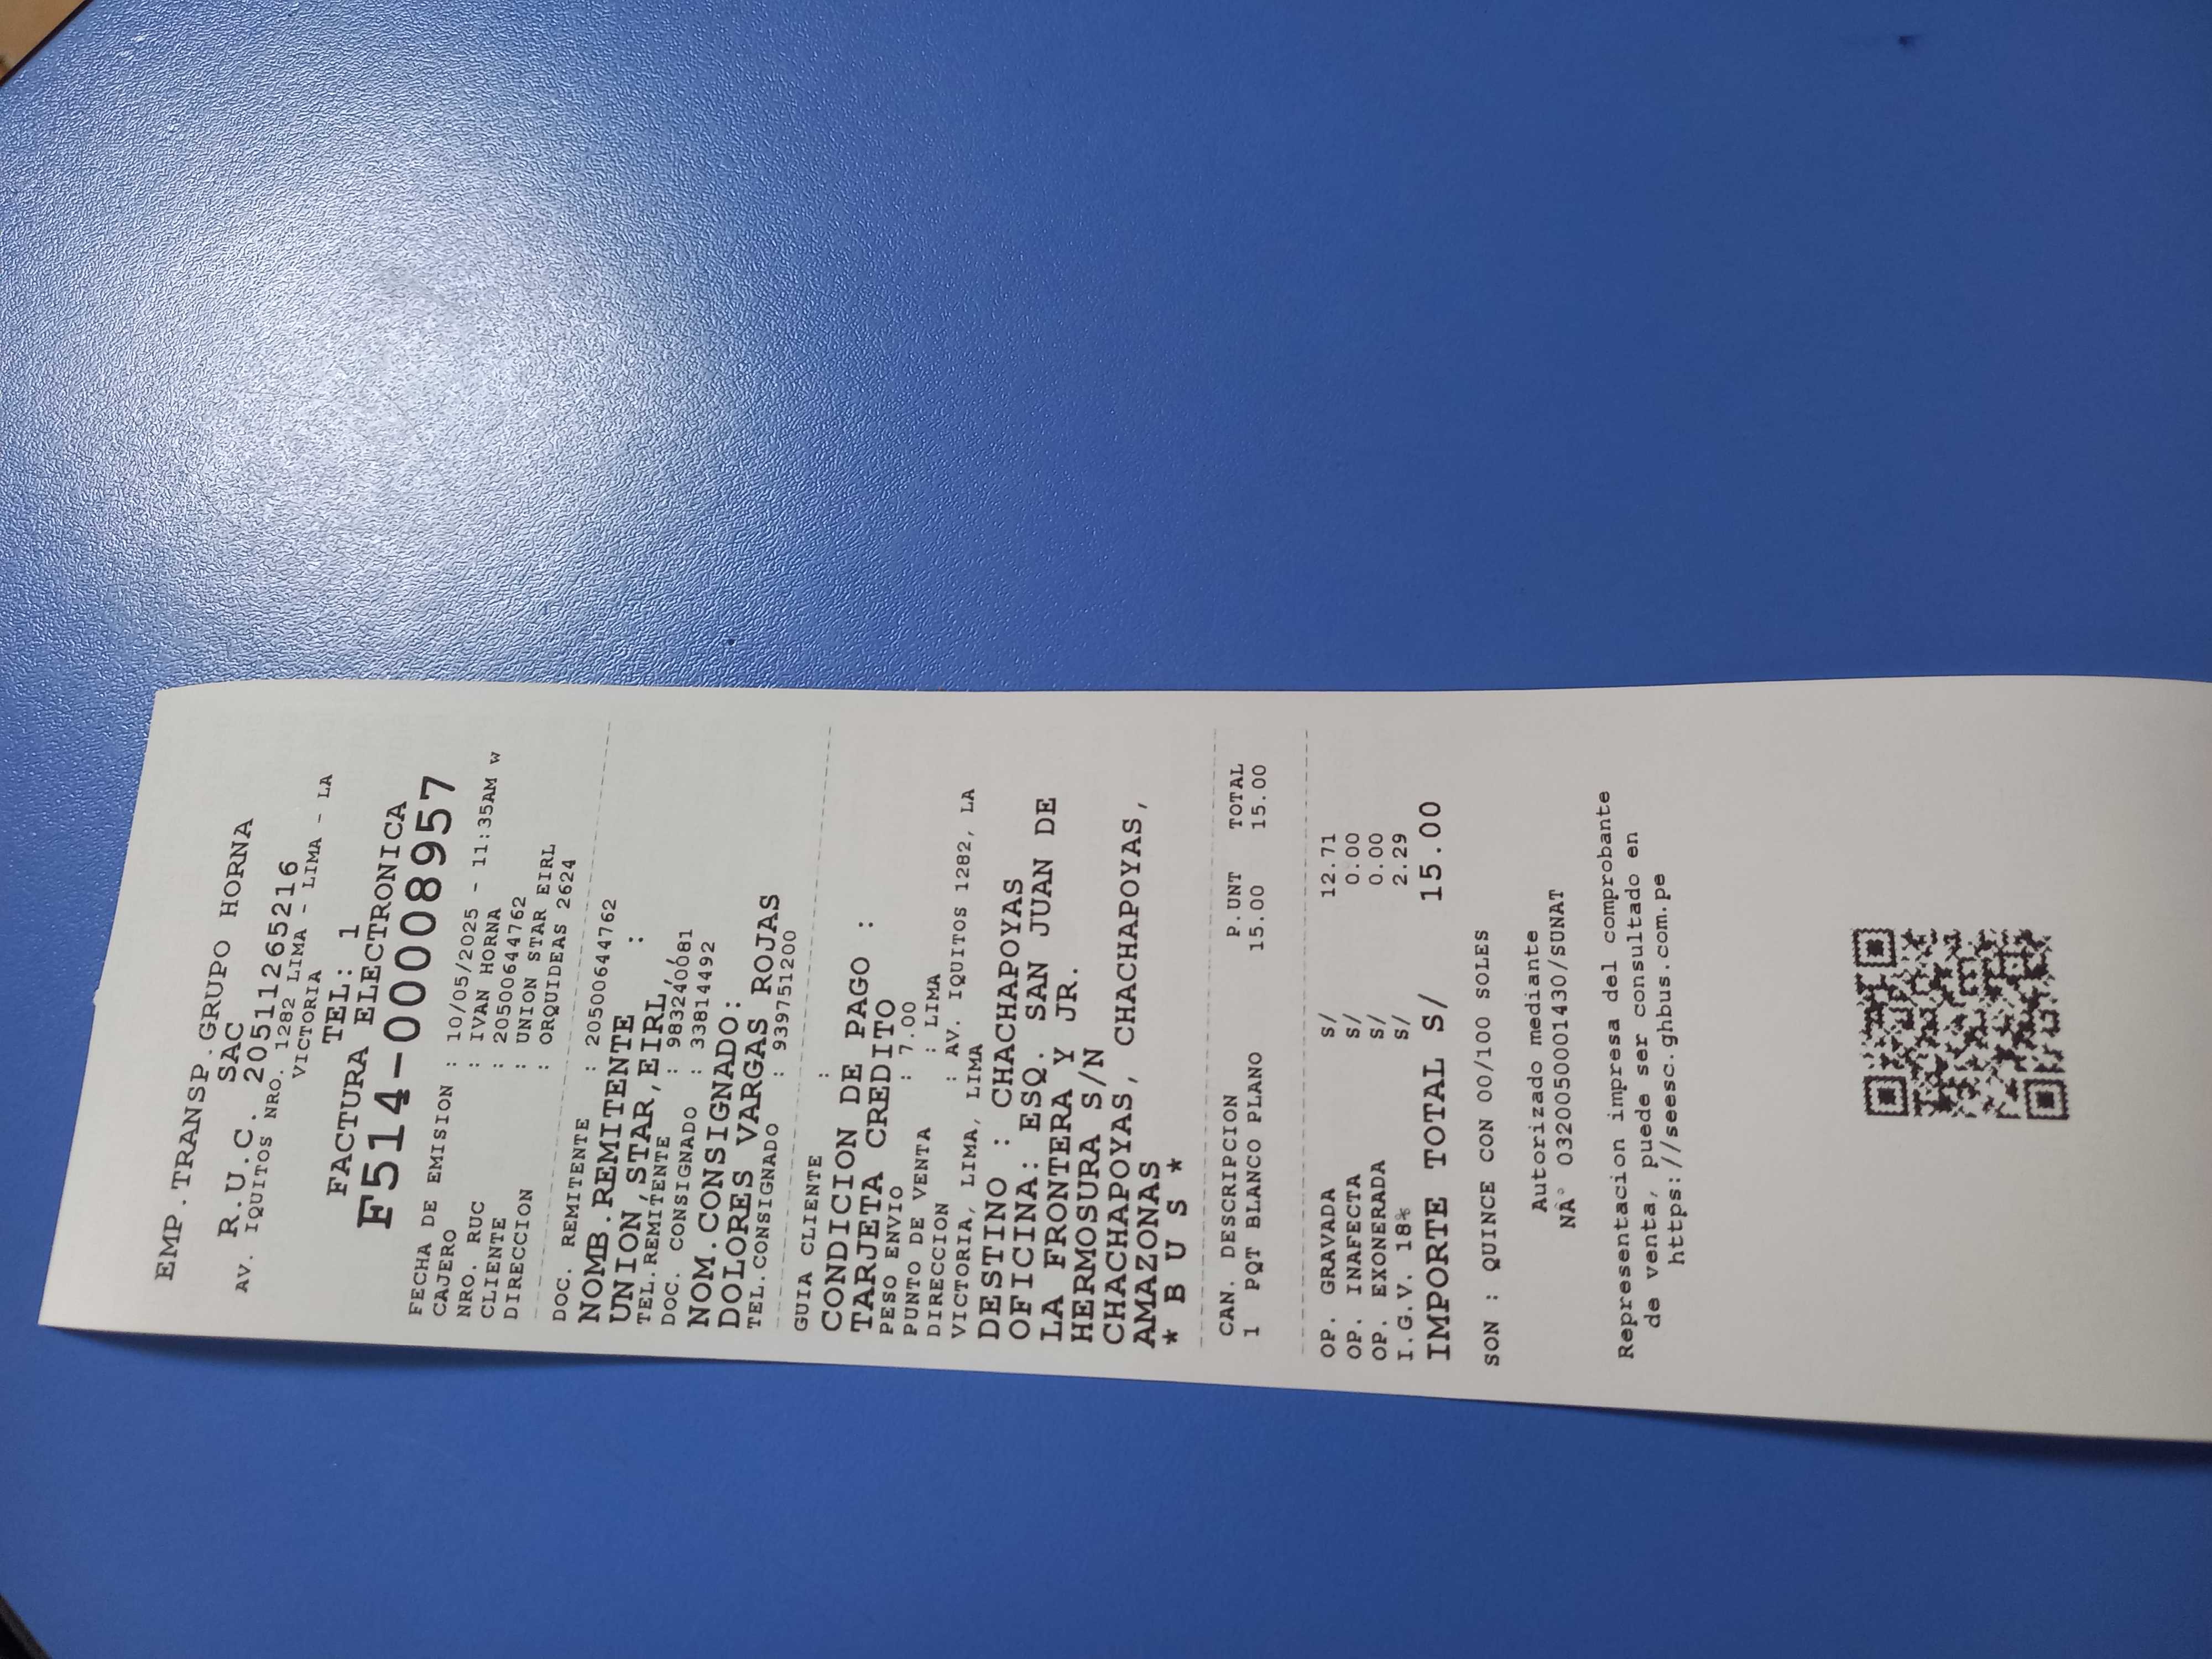 EMP.TRANSP.GRUPO HORNA
SAC
R.U.C. 20511265216
AV. IQUITOS NRO. 1282 LIMA - LIMA - LA
VICTORIA
TEL: 1
FACTURA ELECTRONICA
F514-00008957
FECHA DE EMISION : 10/05/2025 - 11:35AM w
CAJERO : IVAN HORNA
NRO. RUC : 20500644762
CLIENTE : UNION STAR EIRL
DIRECCION : ORQUIDEAS 2624
DOC. REMITENTE : 20500644762
NOMB.REMITENTE :
UNION STAR,EIRL,
TEL.REMITENTE : 983240081
DOC. CONSIGNADO : 33814492
NOM.CONSIGNADO:
DOLORES VARGAS ROJAS
TEL.CONSIGNADO : 939751200
GUIA CLIENTE :
CONDICION DE PAGO :
TARJETA CREDITO
PESO ENVIO : 7.00
PUNTO DE VENTA : LIMA
DIRECCION : AV. IQUITOS 1282, LA
VICTORIA, LIMA, LIMA
DESTINO : CHACHAPOYAS
OFICINA: ESQ. SAN JUAN DE
LA FRONTERA Y JR.
HERMOSURA S/N
CHACHAPOYAS, CHACHAPOYAS,
AMAZONAS
* B U S *
CAN. DESCRIPCION P.UNT TOTAL
1 PQT BLANCO PLANO 15.00 15.00
OP. GRAVADA S/ 12.71
OP. INAFECTA S/ 0.00
OP. EXONERADA S/ 0.00
I.G.V. 18% S/ 2.29
IMPORTE TOTAL S/ 15.00
SON : QUINCE CON 00/100 SOLES
Autorizado mediante
NÂ° 0320050001430/SUNAT
Representacion impresa del comprobante
de venta, puede ser consultado en
https://seesc.ghbus.com.pe